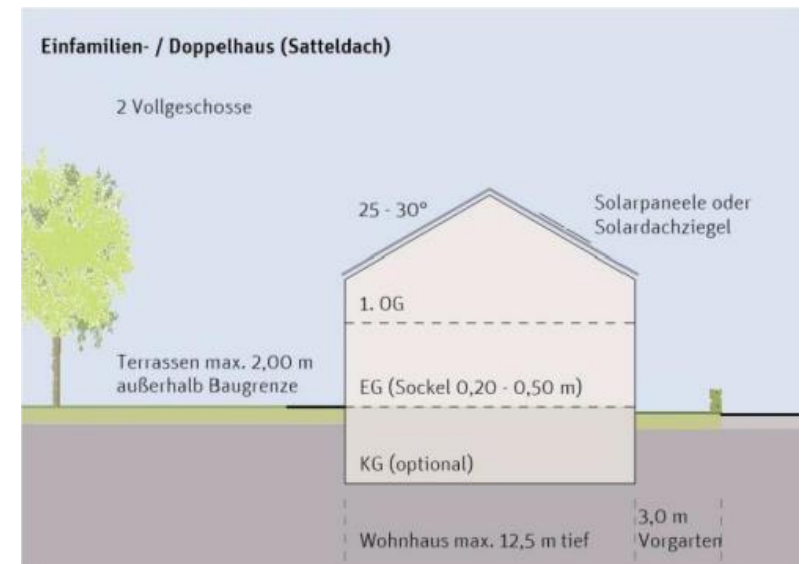 Einfamilien- / Doppelhaus (Satteldach)
2 Vollgeschosse
25 - 30°
Solarpaneele oder
Solardachziegel
1. OG
Terrassen max. 2,00 m
außerhalb Baugrenze
EG (Sockel 0,20 - 0,50 m)
KG (optional)
Wohnhaus max. 12,5 m tief
3,0 m
Vorgarten